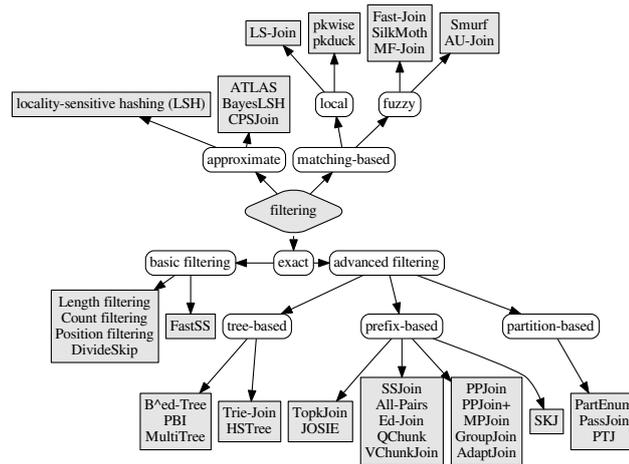 Fast-Join
SilkMoth
MF-Join
Smurf
AU-Join
LS-Join
pkwise
pkduck
locality-sensitive hashing (LSH)
ATLAS
BayesLSH
CPSJoin
local
fuzzy
approximate
matching-based
filtering
basic filtering
exact
advanced filtering
Length filtering
Count filtering
Position filtering
DivideSkip
FastSS
tree-based
prefix-based
partition-based
B^ed-Tree
PBI
MultiTree
Trie-Join
HSTree
TopkJoin
JOSIE
SSJoin
All-Pairs
Ed-Join
QChunk
VChunkJoin
PPJoin
PPJoin+
MPJoin
GroupJoin
AdaptJoin
SKJ
PartEnum
PassJoin
PTJ